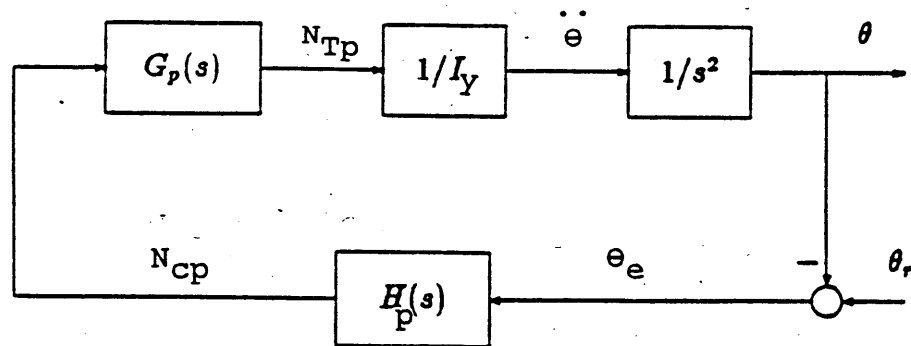 G_p(s)
N_Tp
1/I_y
θ̈
1/s²
θ
N_cp
H_p(s)
θ_e
−
θ_r